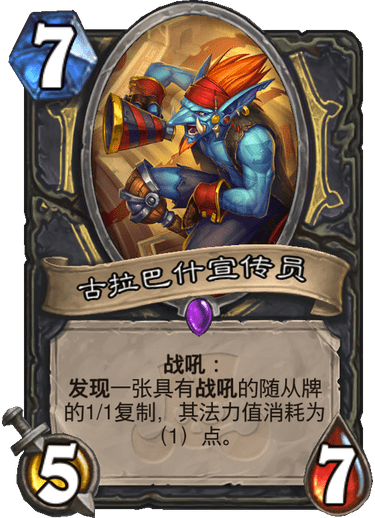 7
古拉巴什宣传员
战吼：
发现一张具有战吼的随从牌
的1/1复制，其法力值消耗为
（1）点。
5
7